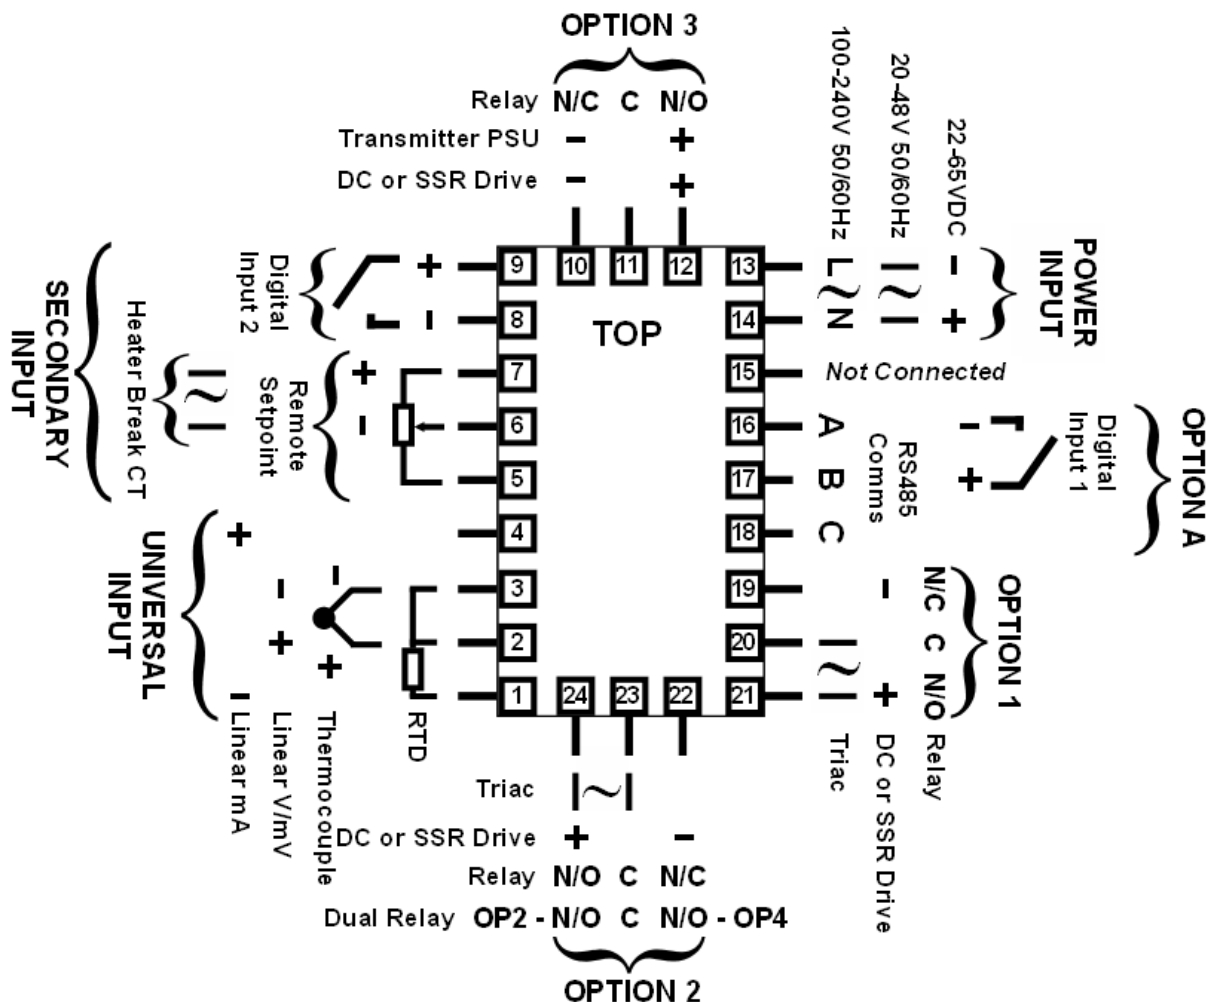 OPTION 3
Relay N/C C N/O
Transmitter PSU − +
DC or SSR Drive − +
100-240V 50/60Hz
L ~ N
20-48V 50/60Hz
~
22-65VDC
− +
POWER
INPUT
10 11 12
9
8
7
6
5
4
3
2
1
TOP
13
14
15
16
17
18
19
20
21
24 23 22
Not Connected
Digital
Input 2
+ −
Remote
Setpoint
+ −
Heater Break CT
~
SECONDARY
INPUT
A B C
RS485
Comms
− +
Digital
Input 1
OPTION A
UNIVERSAL
INPUT
RTD
− +
Thermocouple
− +
Linear V/mV
+ −
Linear mA
~
Triac
− +
DC or SSR Drive
N/C C N/O Relay
OPTION 1
Triac ~
DC or SSR Drive + −
Relay N/O C N/C
Dual Relay OP2 - N/O C N/O - OP4
OPTION 2